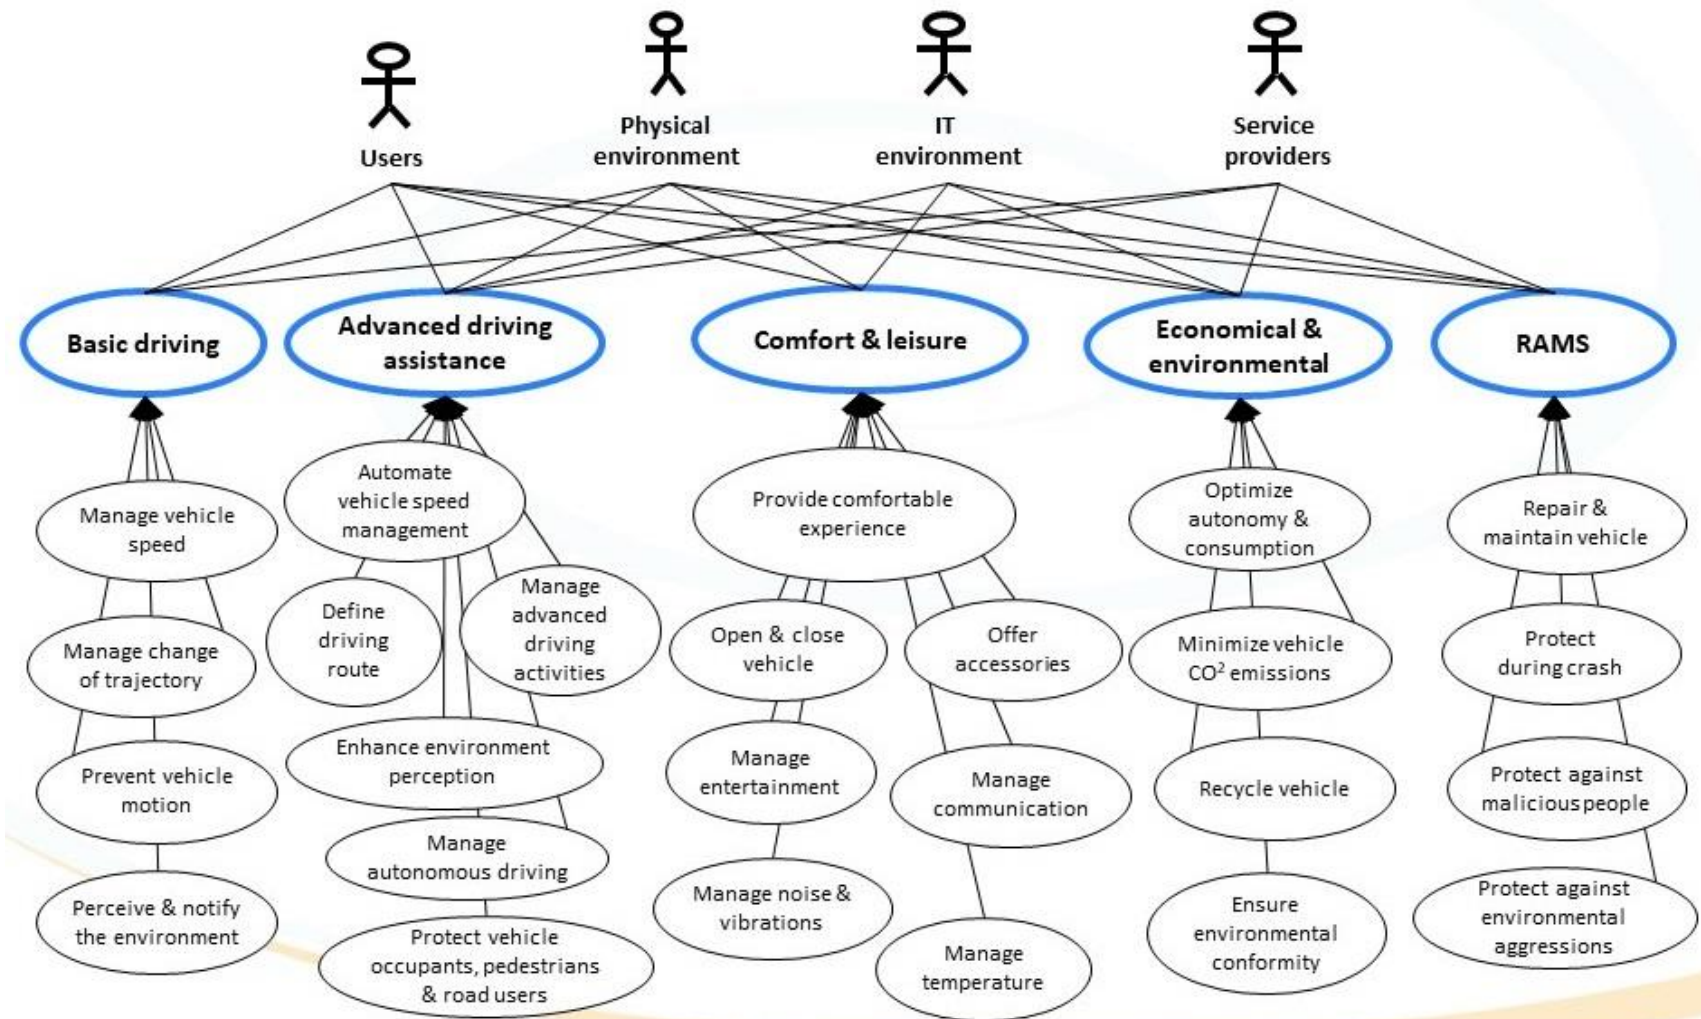 Users
Physical
environment
IT
environment
Service
providers
Basic driving
Advanced driving
assistance
Comfort & leisure
Economical &
environmental
RAMS
Manage vehicle
speed
Manage change
of trajectory
Prevent vehicle
motion
Perceive & notify
the environment
Automate
vehicle speed
management
Define
driving
route
Manage
advanced
driving
activities
Enhance environment
perception
Manage
autonomous driving
Protect vehicle
occupants, pedestrians
& road users
Provide comfortable
experience
Open & close
vehicle
Offer
accessories
Manage
entertainment
Manage
communication
Manage noise &
vibrations
Manage
temperature
Optimize
autonomy &
consumption
Minimize vehicle
CO² emissions
Recycle vehicle
Ensure
environmental
conformity
Repair &
maintain vehicle
Protect
during crash
Protect against
malicious people
Protect against
environmental
aggressions